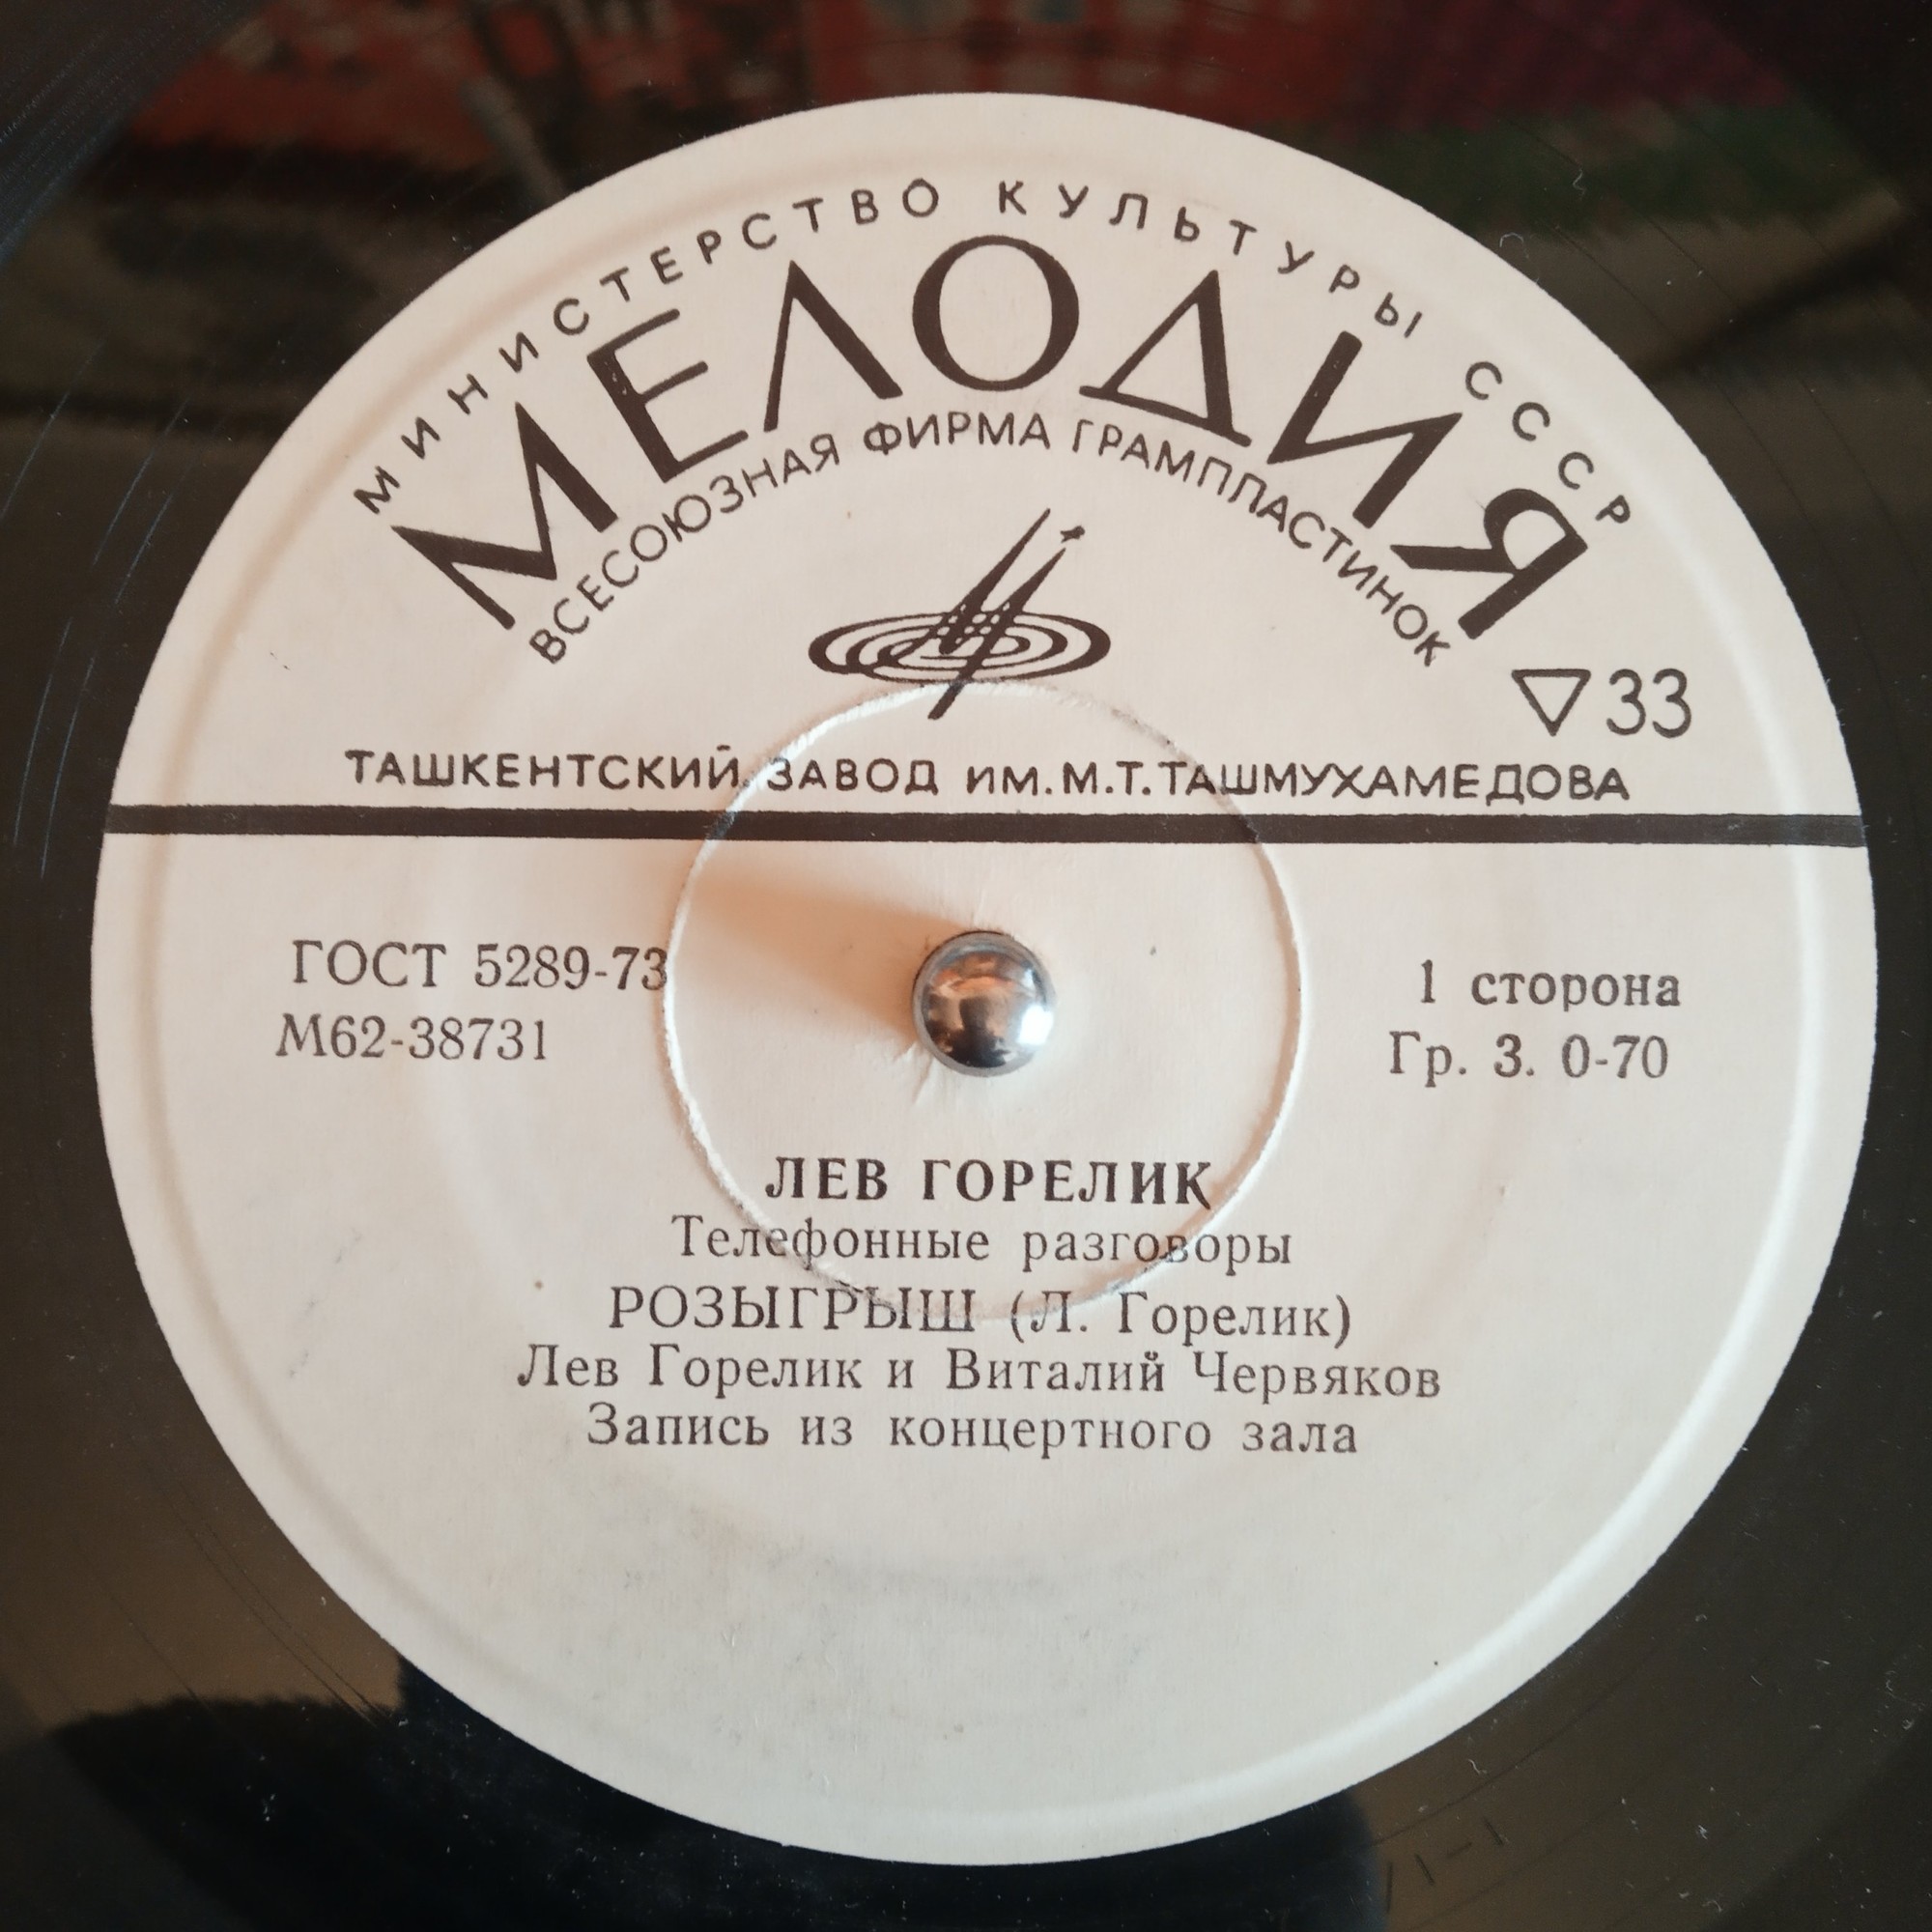 МИНИСТЕРСТВО КУЛЬТУРЫ СССР
МЕЛОДИЯ
ВСЕСОЮЗНАЯ ФИРМА ГРАМПЛАСТИНОК
33
ТАШКЕНТСКИЙ ЗАВОД ИМ. М.Т. ТАШМУХАМЕДОВА
ГОСТ 5289-73
М62-38731
1 сторона
Гр. 3. 0-70
ЛЕВ ГОРЕЛИК
Телефонные разговоры
РОЗЫГРЫШ (Л. Горелик)
Лев Горелик и Виталий Червяков
Запись из концертного зала